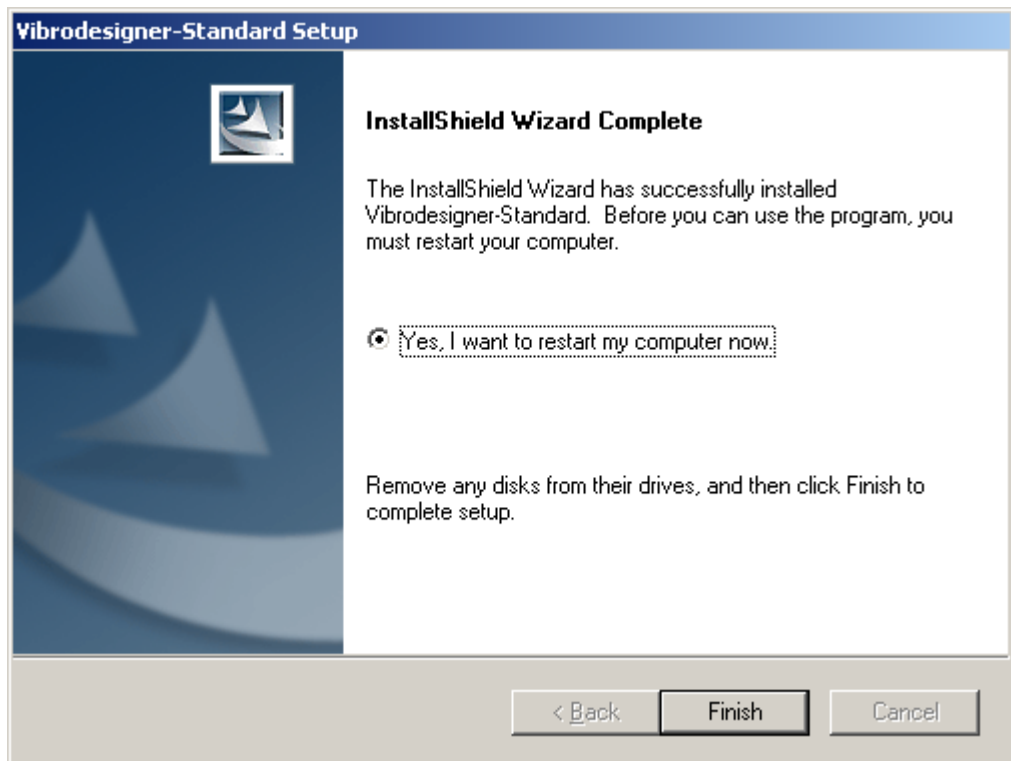 Vibrodesigner-Standard Setup
InstallShield Wizard Complete
The InstallShield Wizard has successfully installed
Vibrodesigner-Standard.  Before you can use the program, you
must restart your computer.
Yes, I want to restart my computer now.
Remove any disks from their drives, and then click Finish to
complete setup.
< Back
Finish
Cancel